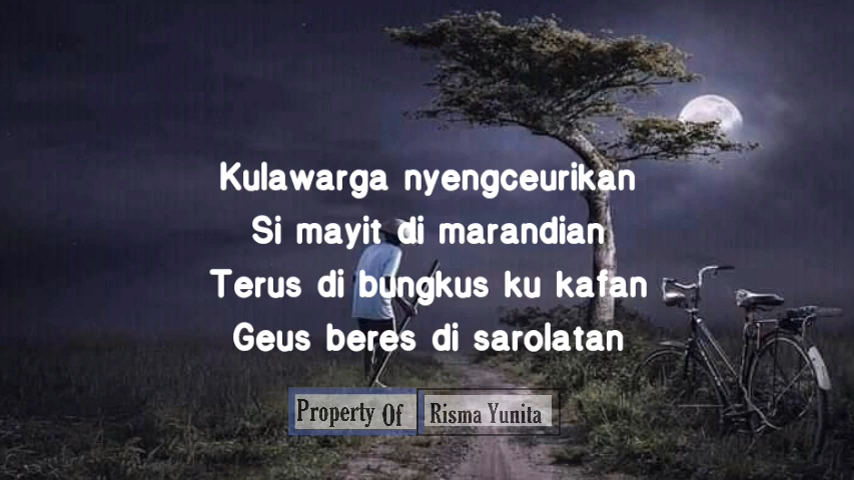 Kulawarga nyengceurikan
Si mayit di marandian
Terus di bungkus ku kafan
Geus beres di sarolatan
Property Of Risma Yunita